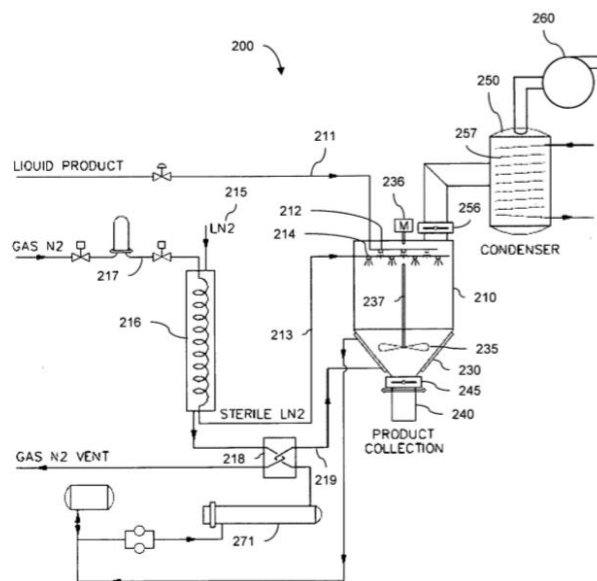 200
260
250
257
211
LIQUID PRODUCT
236
M
256
215
LN2
212
214
CONDENSER
GAS N2
217
237
210
216
213
235
230
245
STERILE LN2
240
PRODUCT
COLLECTION
GAS N2 VENT
218
219
271